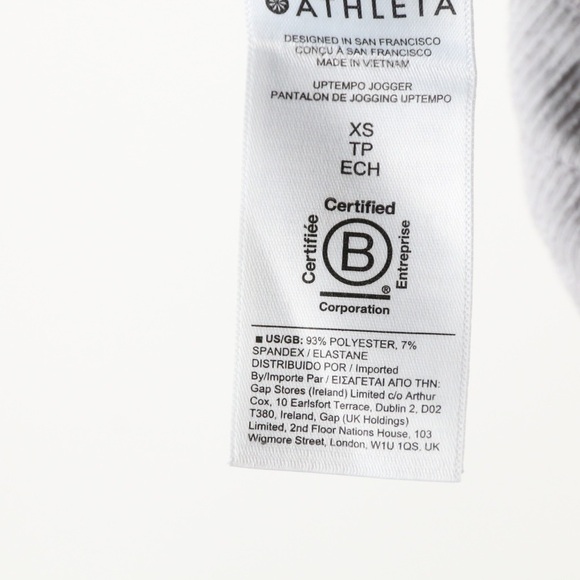 ATHLETA
DESIGNED IN SAN FRANCISCO
CONÇU À SAN FRANCISCO
MADE IN VIETNAM
UPTEMPO JOGGER
PANTALON DE JOGGING UPTEMPO
XS
TP
ECH
Certified
Certifiée
B
Entreprise
®
Corporation
■ US/GB: 93% POLYESTER, 7%
SPANDEX / ELASTANE
DISTRIBUIDO POR / Imported
By/Importe Par / ΕΙΣΑΓΕΤΑΙ ΑΠΟ ΤΗΝ:
Gap Stores (Ireland) Limited c/o Arthur
Cox, 10 Earlsfort Terrace, Dublin 2, D02
T380, Ireland, Gap (UK Holdings)
Limited, 2nd Floor Nations House, 103
Wigmore Street, London, W1U 1QS, UK